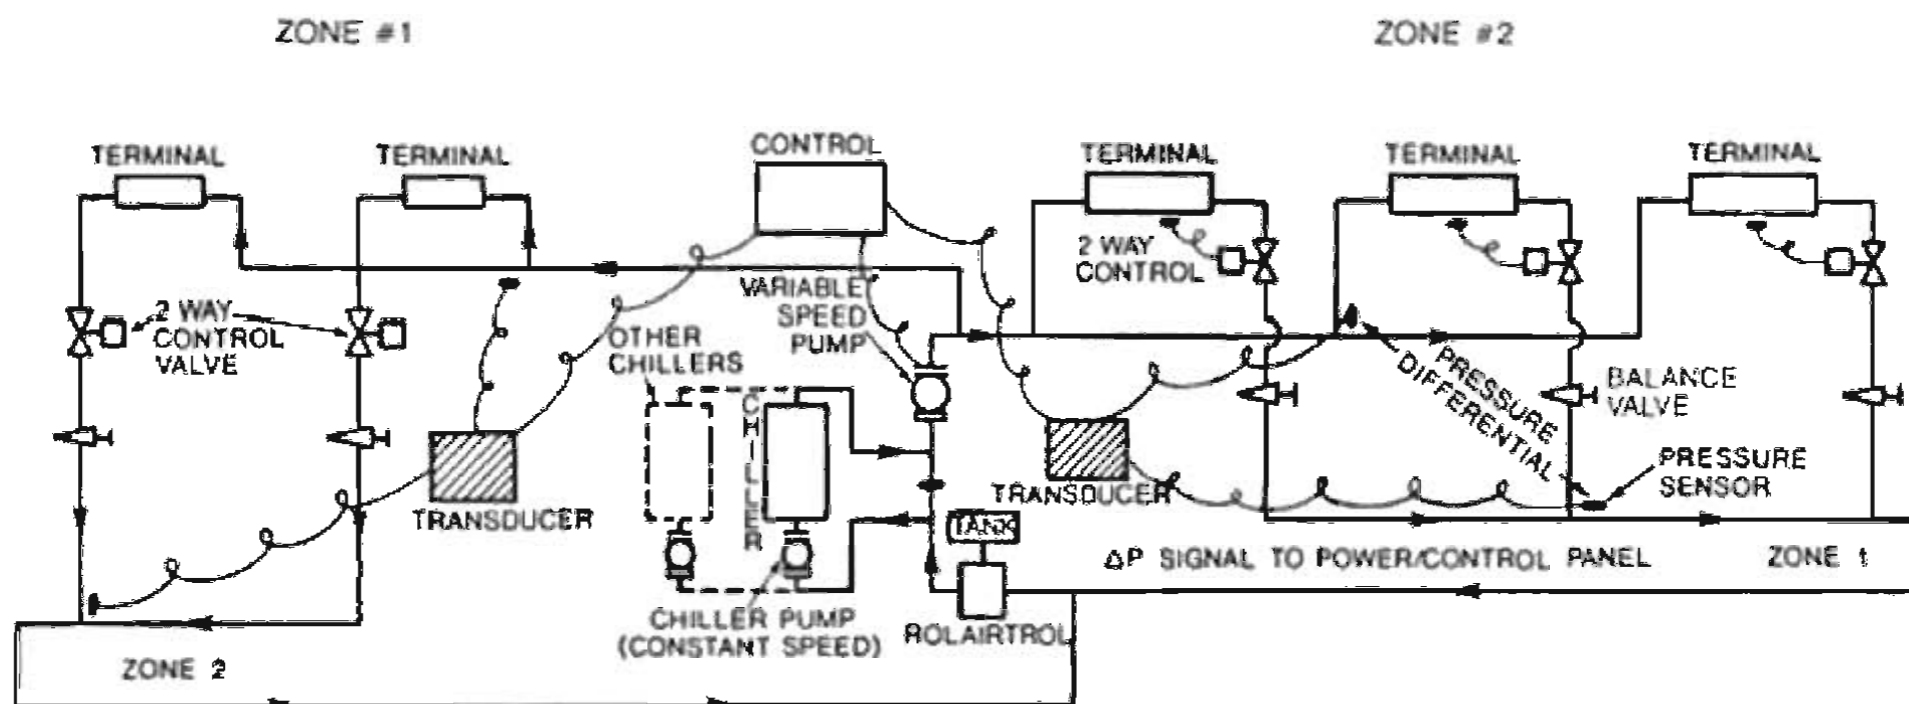 ZONE #1
ZONE #2
TERMINAL
TERMINAL
CONTROL
TERMINAL
TERMINAL
TERMINAL
2 WAY
CONTROL
VALVE
OTHER
CHILLERS
VARIABLE
SPEED
PUMP
2 WAY
CONTROL
CHILLER
PRESSURE
DIFFERENTIAL
BALANCE
VALVE
PRESSURE
SENSOR
TRANSDUCER
TRANSDUCER
TANK
ΔP SIGNAL TO POWER/CONTROL PANEL
ZONE 1
CHILLER PUMP
(CONSTANT SPEED)
ROLAIRTROL
ZONE 2